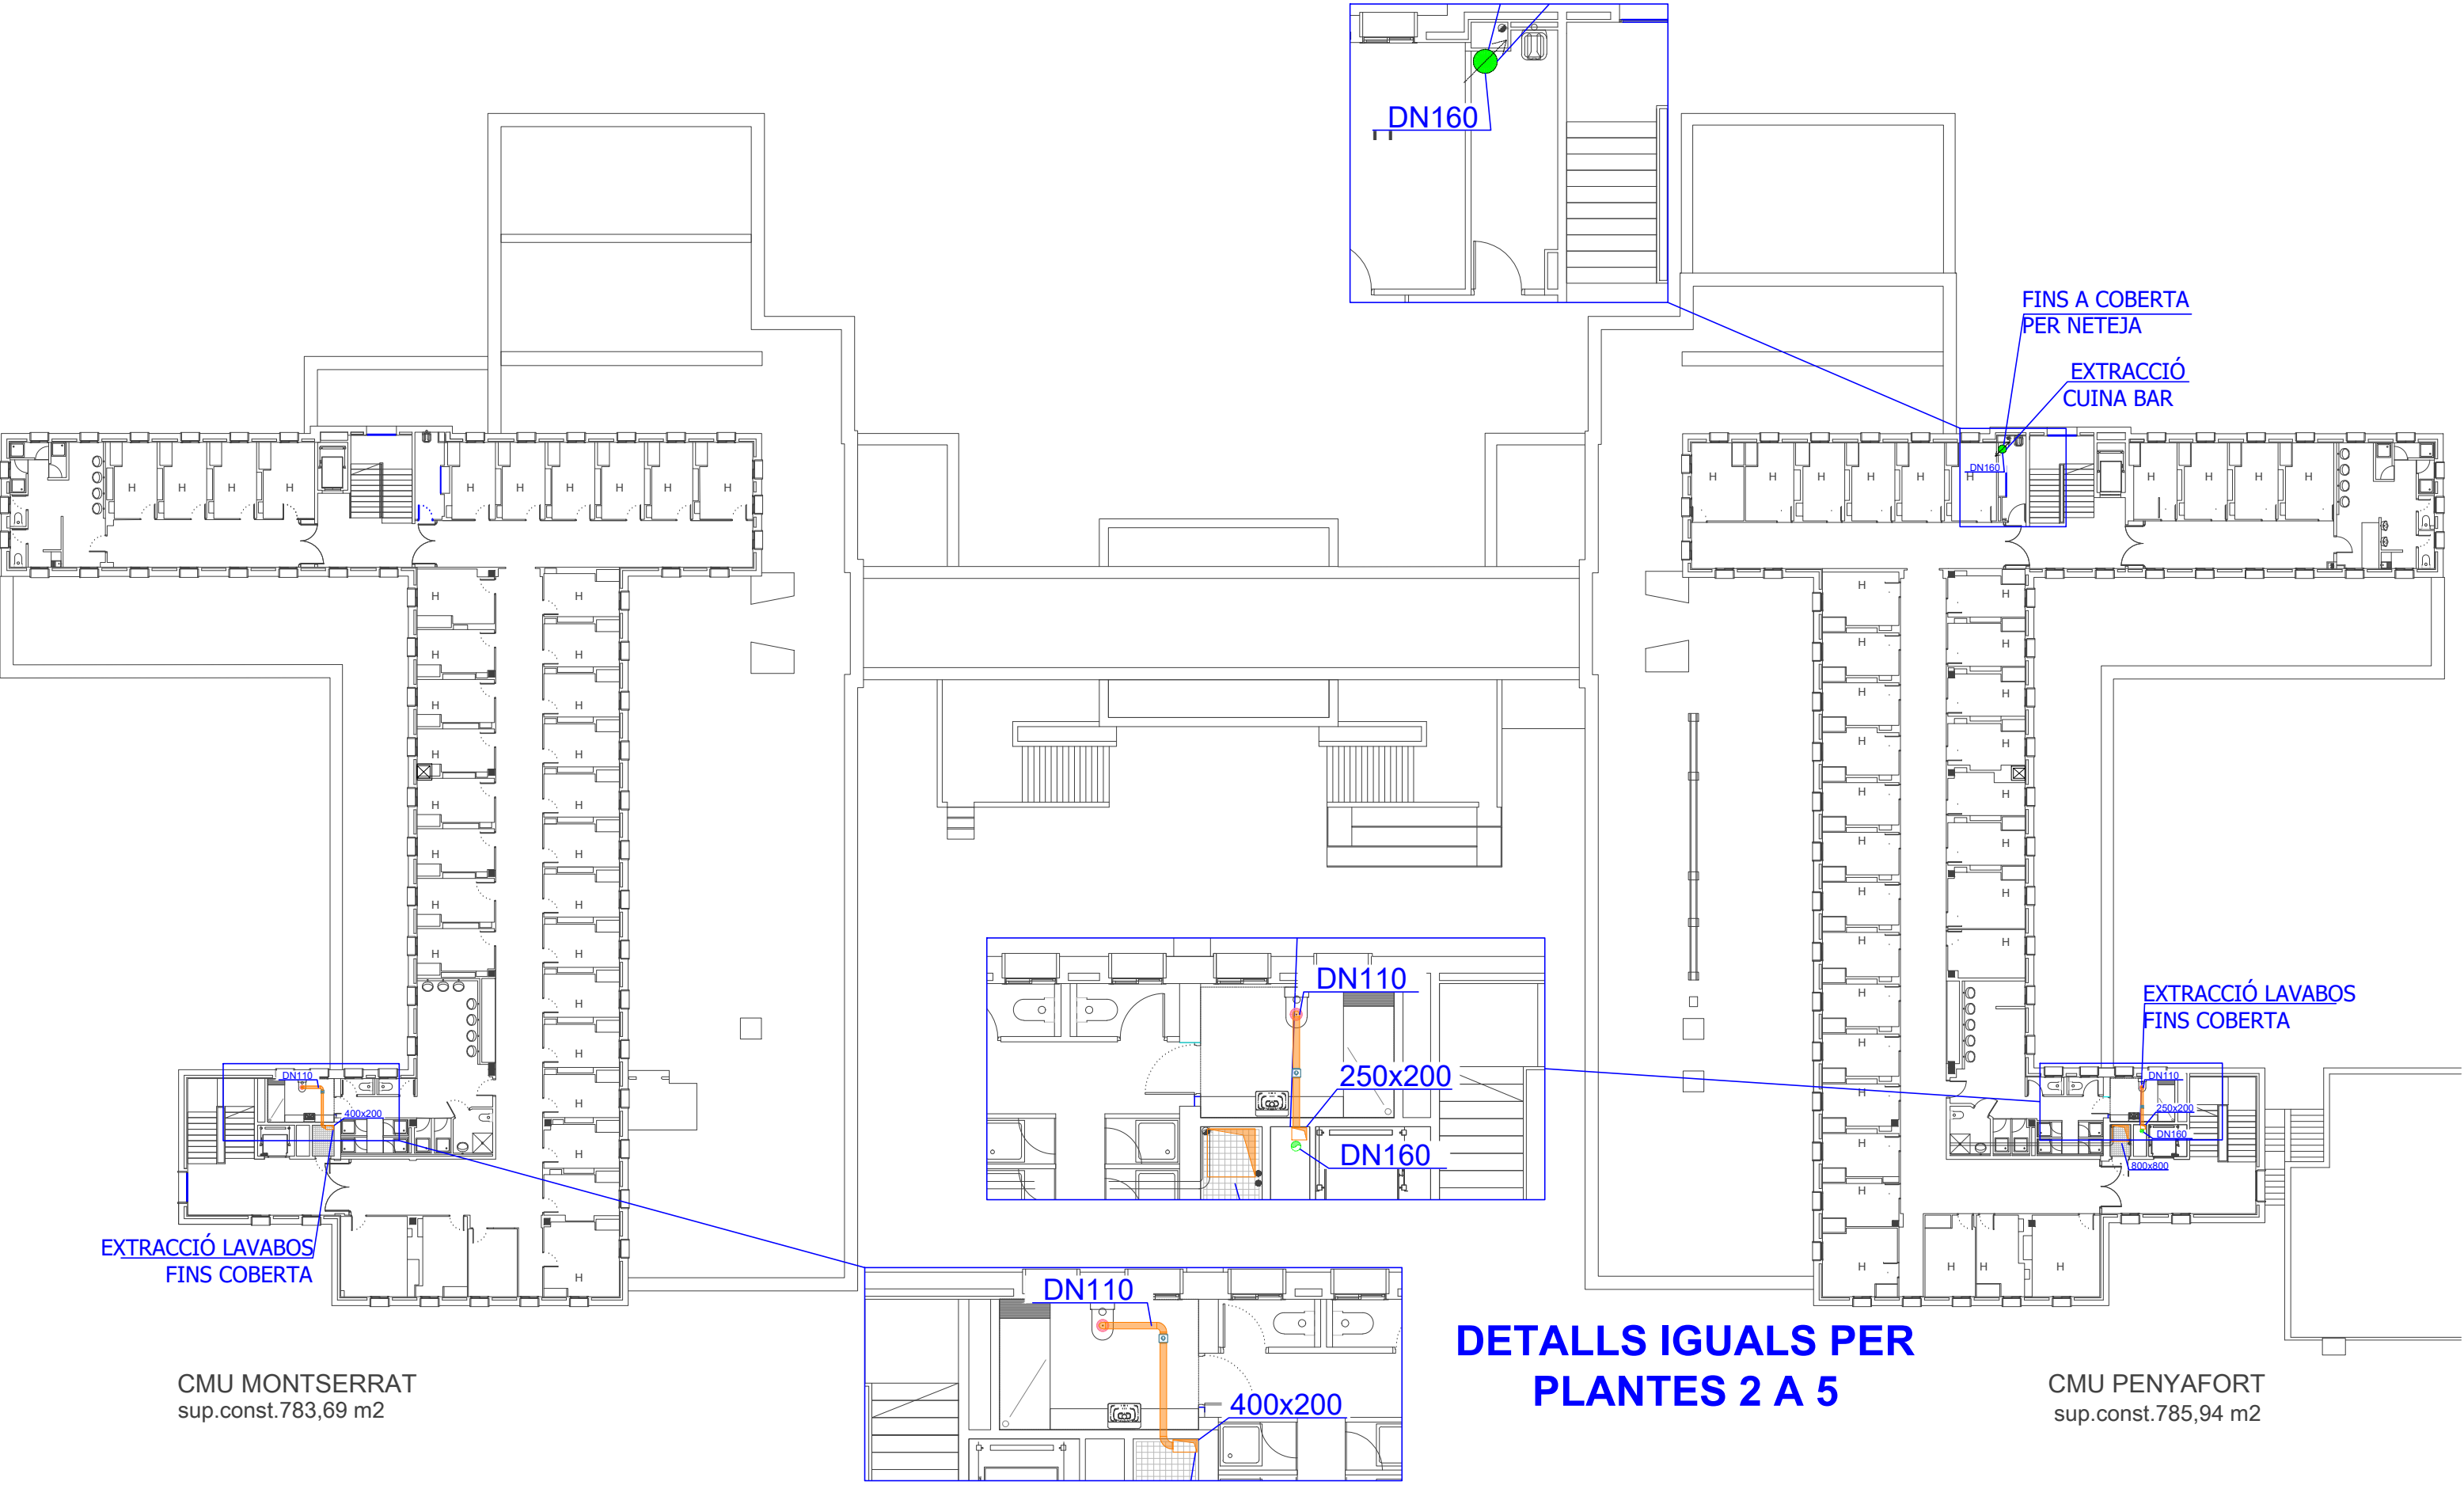 DN160
FINS A COBERTA
PER NETEJA
EXTRACCIÓ
CUINA BAR
H H H H H H H H H H
DN160
H H H H H H H H H H
H H
H H
H H
H H
H H
H H
H H
H H
H
H
H
H
H
H
H H
H H
H H
H H
H H
H H
H H
H H
H
H
H
H
H
H H H H
DN110
250x200
DN160
EXTRACCIÓ LAVABOS
FINS COBERTA
DN110
250x200
DN160
800x800
DN110
400x200
EXTRACCIÓ LAVABOS
FINS COBERTA
DN110
400x200
DETALLS IGUALS PER
PLANTES 2 A 5
CMU MONTSERRAT
sup.const.783,69 m2
CMU PENYAFORT
sup.const.785,94 m2